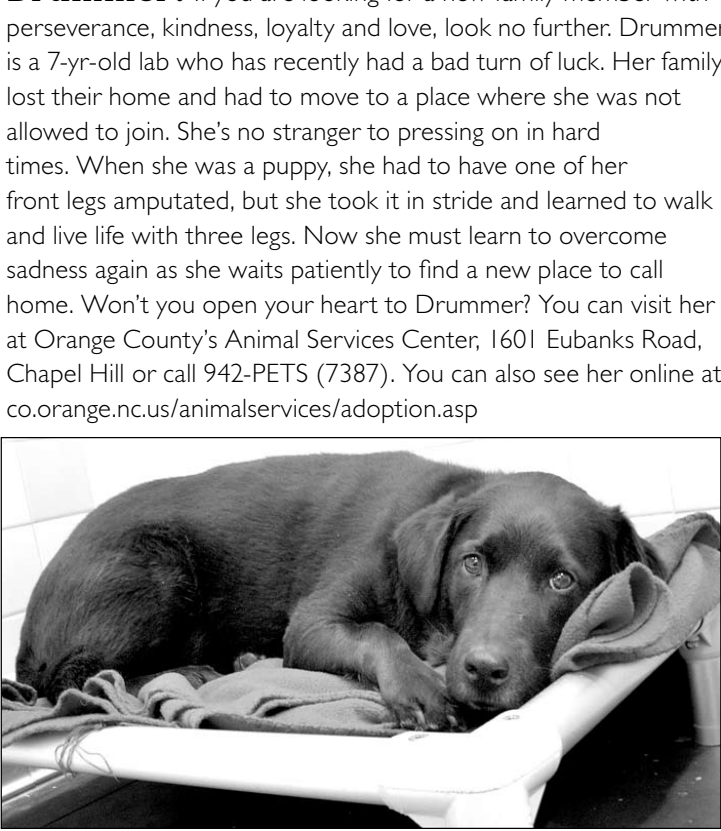 perseverance, kindness, loyalty and love, look no further. Drummer
is a 7-yr-old lab who has recently had a bad turn of luck. Her family
lost their home and had to move to a place where she was not
allowed to join. She’s no stranger to pressing on in hard
times. When she was a puppy, she had to have one of her
front legs amputated, but she took it in stride and learned to walk
and live life with three legs. Now she must learn to overcome
sadness again as she waits patiently to find a new place to call
home. Won’t you open your heart to Drummer? You can visit her
at Orange County’s Animal Services Center, 1601 Eubanks Road,
Chapel Hill or call 942-PETS (7387). You can also see her online at
co.orange.nc.us/animalservices/adoption.asp